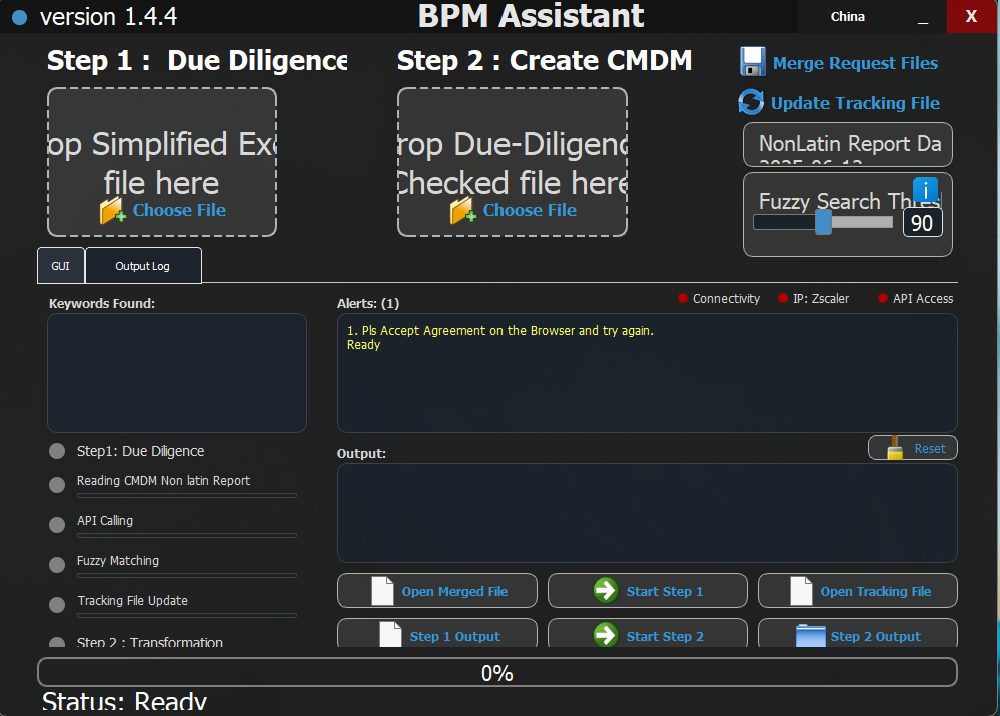 version 1.4.4
BPM Assistant
China
_
X
Step 1 : Due Diligence
Step 2 : Create CMDM
Merge Request Files
Update Tracking File
op Simplified Exc
file here
Choose File
rop Due-Diligenc
Checked file here
Choose File
NonLatin Report Da
2025-06-12
i
Fuzzy Search Thres
90
GUI
Output Log
Keywords Found:
Alerts: (1)
Connectivity
IP: Zscaler
API Access
1. Pls Accept Agreement on the Browser and try again.
Ready
Step1: Due Diligence
Reading CMDM Non latin Report
API Calling
Fuzzy Matching
Tracking File Update
Step 2 : Transformation
Reset
Output:
Open Merged File
Start Step 1
Open Tracking File
Step 1 Output
Start Step 2
Step 2 Output
0%
Status: Ready